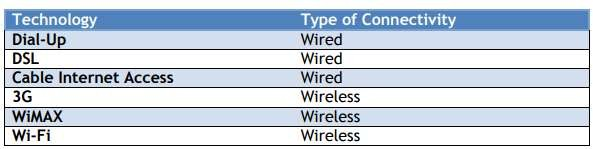 Technology Type of Connectivity
Dial-Up Wired
DSL Wired
Cable Internet Access Wired
3G Wireless
WiMAX Wireless
Wi-Fi Wireless